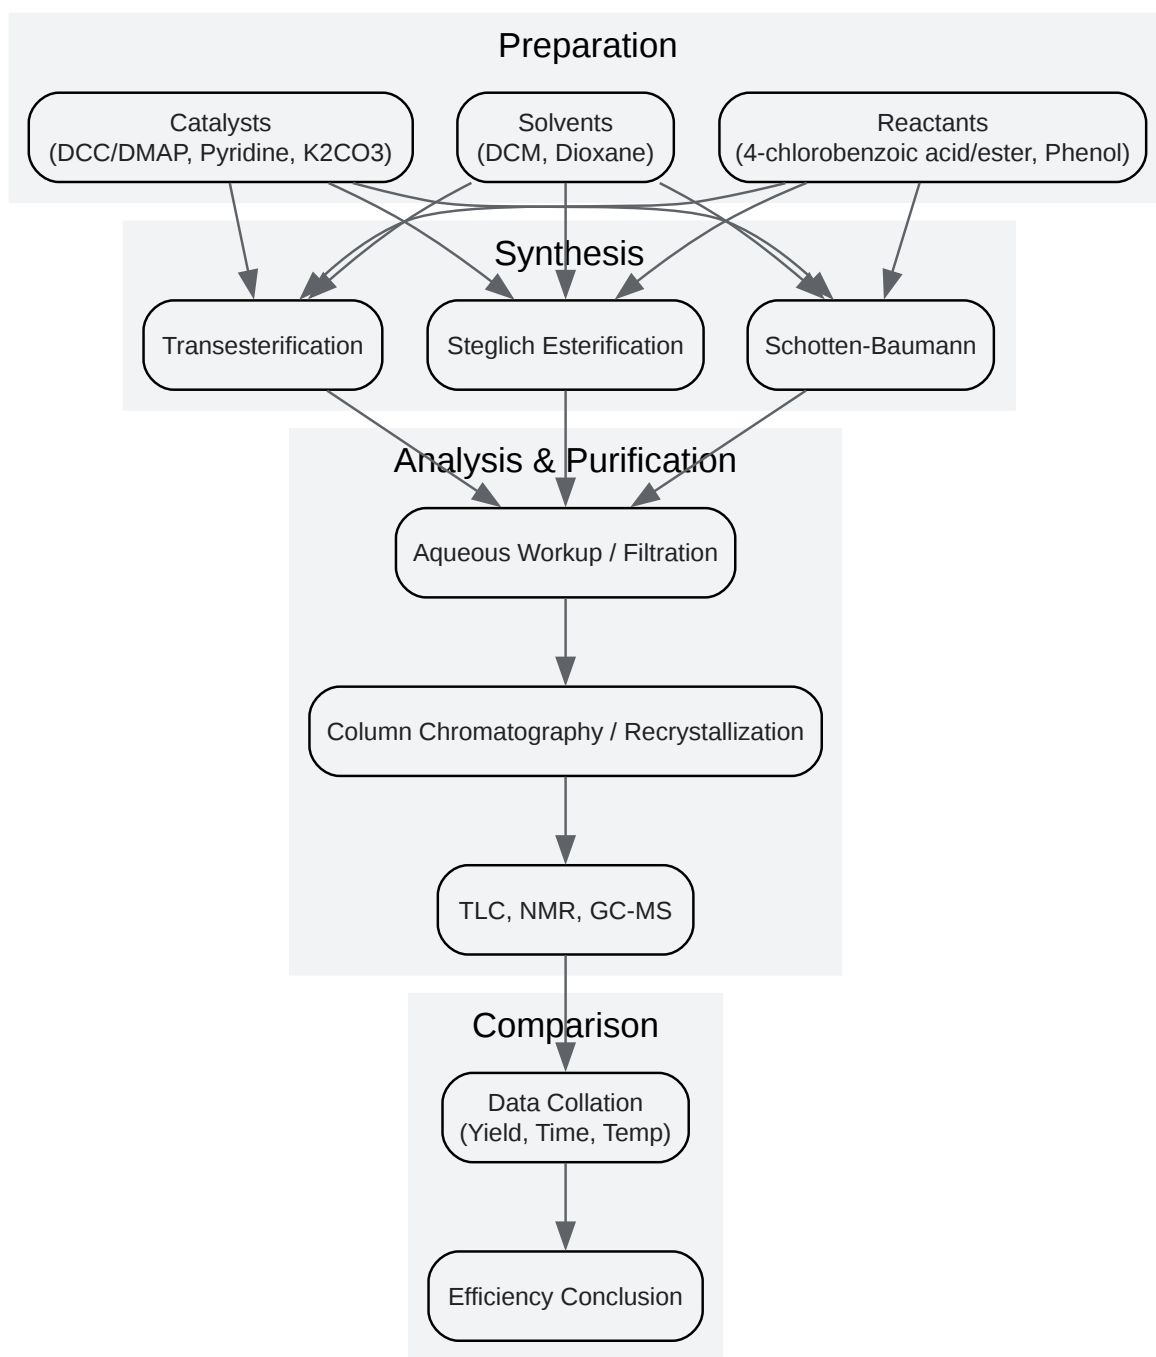 Preparation
Catalysts
(DCC/DMAP, Pyridine, K2CO3)
Solvents
(DCM, Dioxane)
Reactants
(4-chlorobenzoic acid/ester, Phenol)
Synthesis
Transesterification
Steglich Esterification
Schotten-Baumann
Analysis & Purification
Aqueous Workup / Filtration
Column Chromatography / Recrystallization
TLC, NMR, GC-MS
Comparison
Data Collation
(Yield, Time, Temp)
Efficiency Conclusion